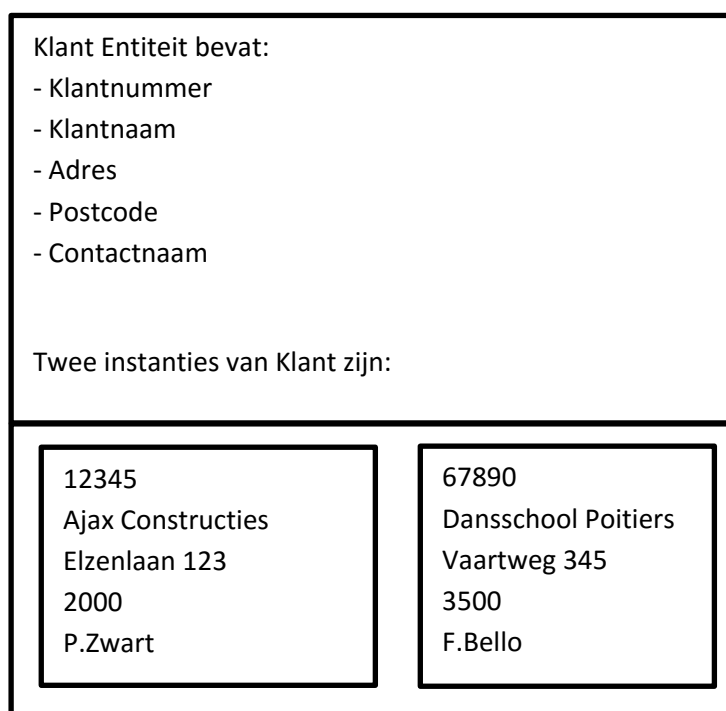 Klant Entiteit bevat:
- Klantnummer
- Klantnaam
- Adres
- Postcode
- Contactnaam
Twee instanties van Klant zijn:
12345
Ajax Constructies
Elzenlaan 123
2000
P.Zwart
67890
Dansschool Poitiers
Vaartweg 345
3500
F.Bello